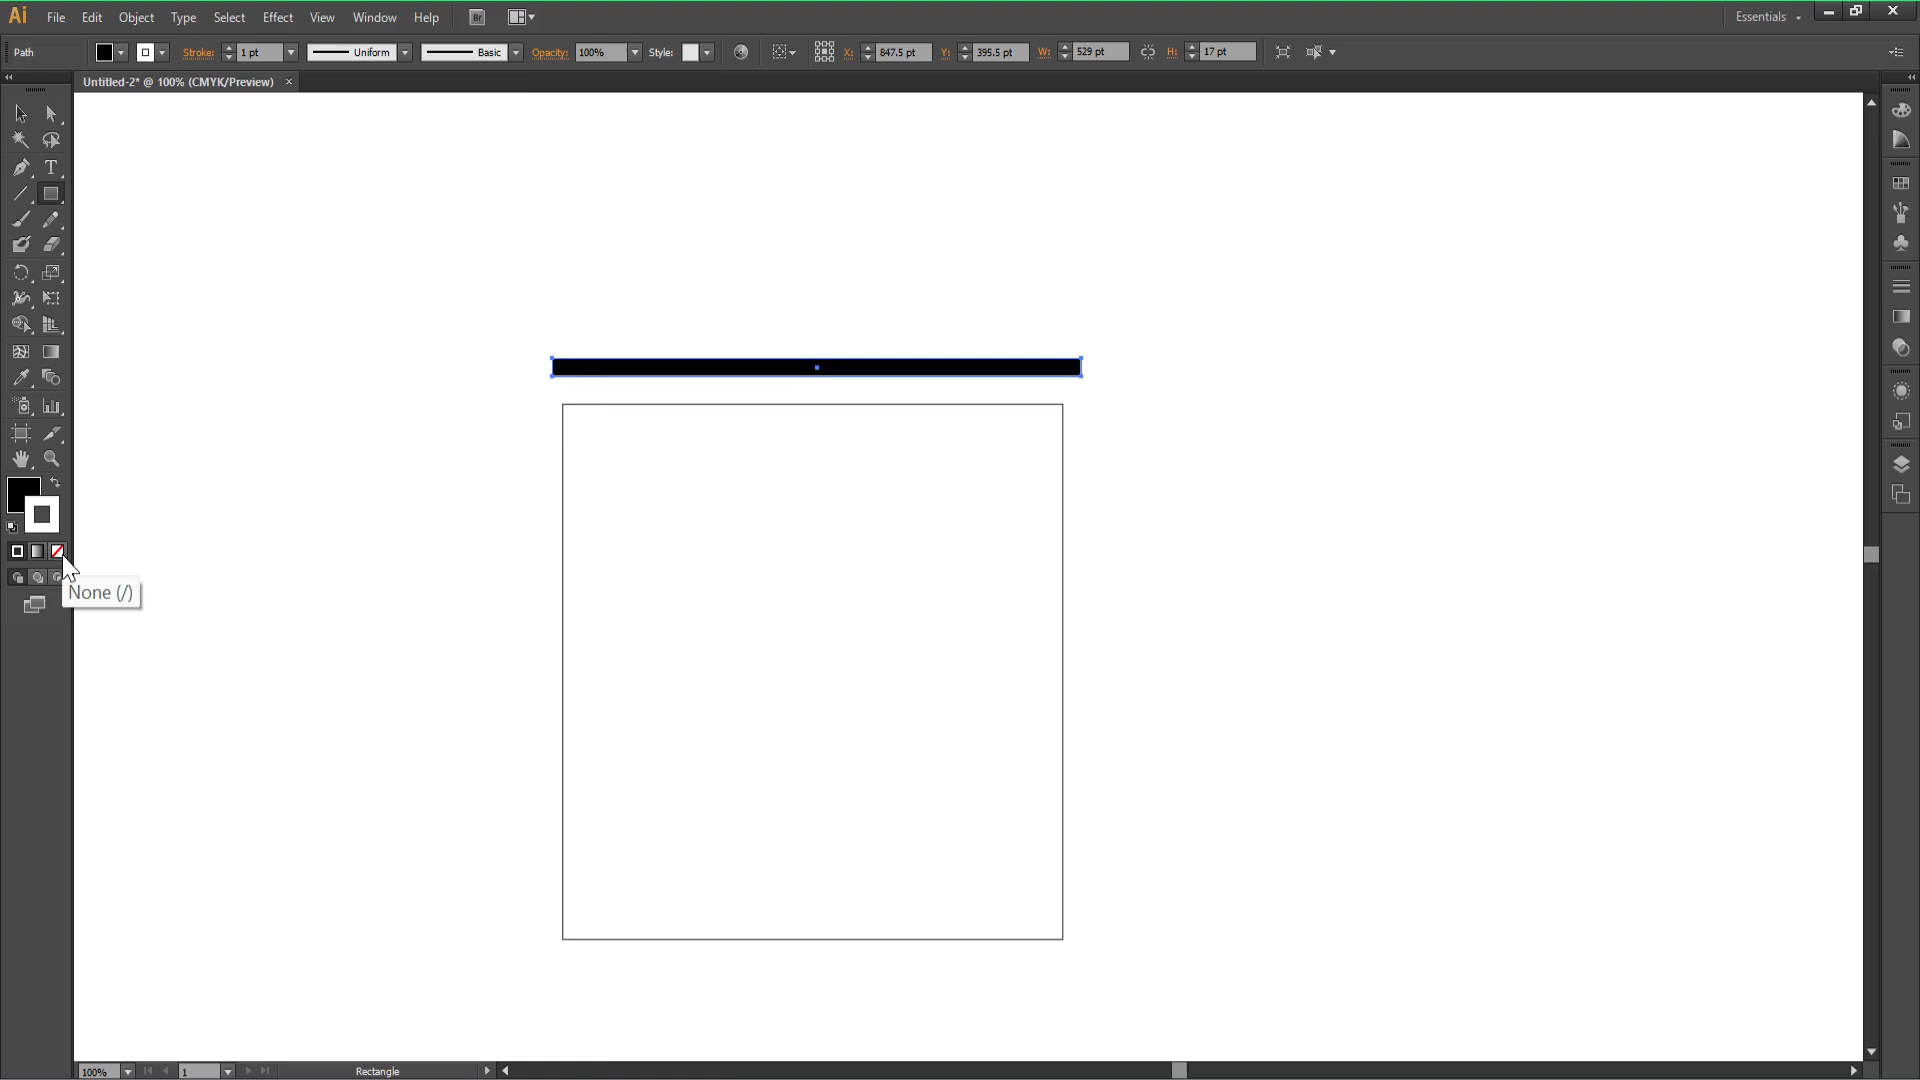 Ai File Edit Object Type Select Effect View Window Help Br Essentials
Path Stroke: 1 pt Uniform Basic Opacity: 100% Style: X: 847.5 pt Y: 395.5 pt W: 529 pt H: 17 pt
Untitled-2* @ 100% (CMYK/Preview) ×
T
None (/)
100% 1 Rectangle